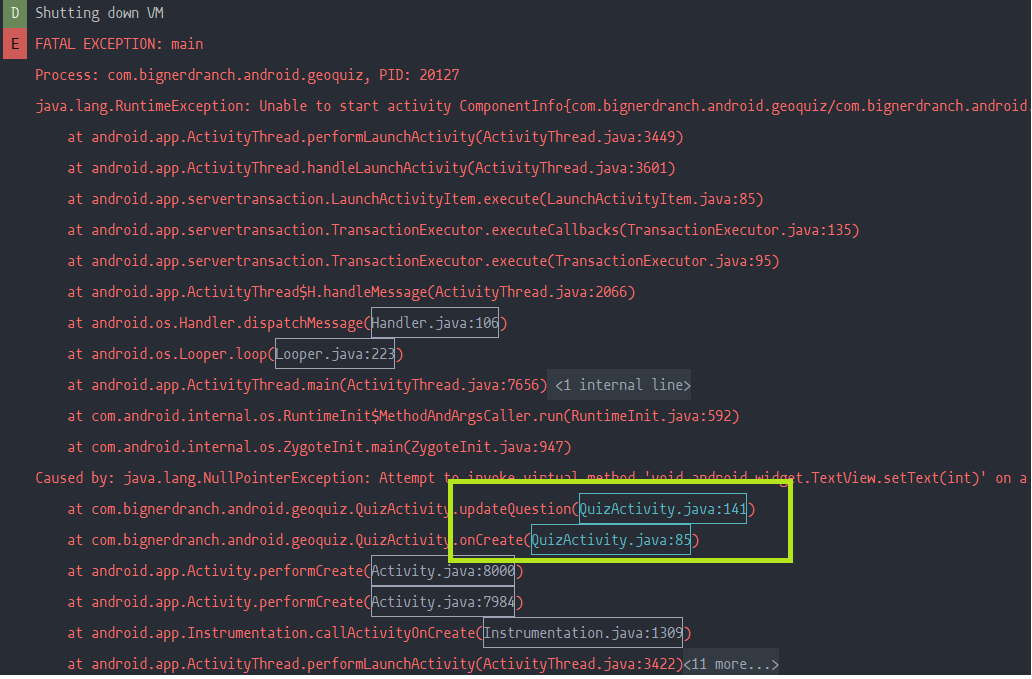 D Shutting down VM
E FATAL EXCEPTION: main
Process: com.bignerdranch.android.geoquiz, PID: 20127
java.lang.RuntimeException: Unable to start activity ComponentInfo{com.bignerdranch.android.geoquiz/com.bignerdranch.android.
at android.app.ActivityThread.performLaunchActivity(ActivityThread.java:3449)
at android.app.ActivityThread.handleLaunchActivity(ActivityThread.java:3601)
at android.app.servertransaction.LaunchActivityItem.execute(LaunchActivityItem.java:85)
at android.app.servertransaction.TransactionExecutor.executeCallbacks(TransactionExecutor.java:135)
at android.app.servertransaction.TransactionExecutor.execute(TransactionExecutor.java:95)
at android.app.ActivityThread$H.handleMessage(ActivityThread.java:2066)
at android.os.Handler.dispatchMessage(Handler.java:106)
at android.os.Looper.loop(Looper.java:223)
at android.app.ActivityThread.main(ActivityThread.java:7656) <1 internal line>
at com.android.internal.os.RuntimeInit$MethodAndArgsCaller.run(RuntimeInit.java:592)
at com.android.internal.os.ZygoteInit.main(ZygoteInit.java:947)
Caused by: java.lang.NullPointerException: Attempt to invoke virtual method 'void android.widget.TextView.setText(int)' on a
at com.bignerdranch.android.geoquiz.QuizActivity.updateQuestion(QuizActivity.java:141)
at com.bignerdranch.android.geoquiz.QuizActivity.onCreate(QuizActivity.java:85)
at android.app.Activity.performCreate(Activity.java:8000)
at android.app.Activity.performCreate(Activity.java:7984)
at android.app.Instrumentation.callActivityOnCreate(Instrumentation.java:1309)
at android.app.ActivityThread.performLaunchActivity(ActivityThread.java:3422)<11 more...>